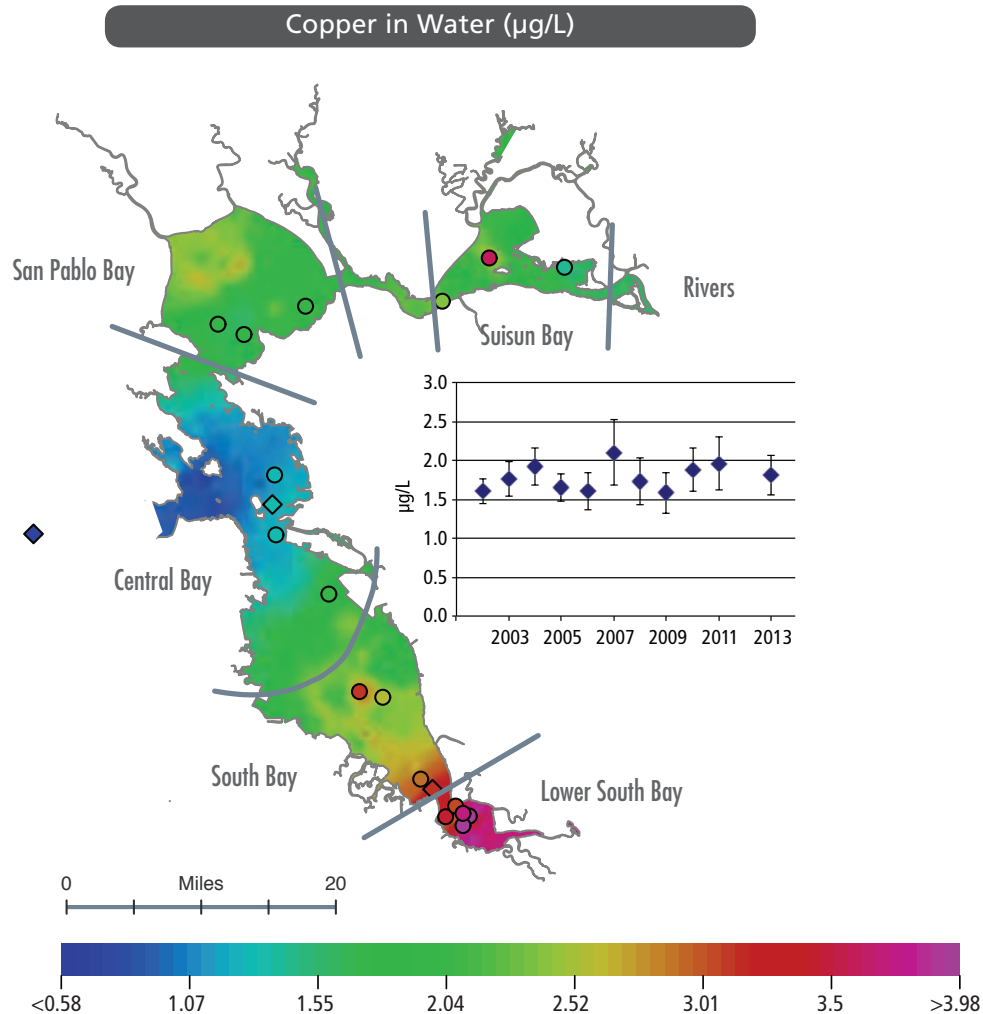 Copper in Water (µg/L)
San Pablo Bay
Rivers
Suisun Bay
3.0
2.5
2.0
1.5
1.0
0.5
0.0
µg/L
2003 2005 2007 2009 2011 2013
Central Bay
South Bay
Lower South Bay
0 Miles 20
<0.58 1.07 1.55 2.04 2.52 3.01 3.5 >3.98